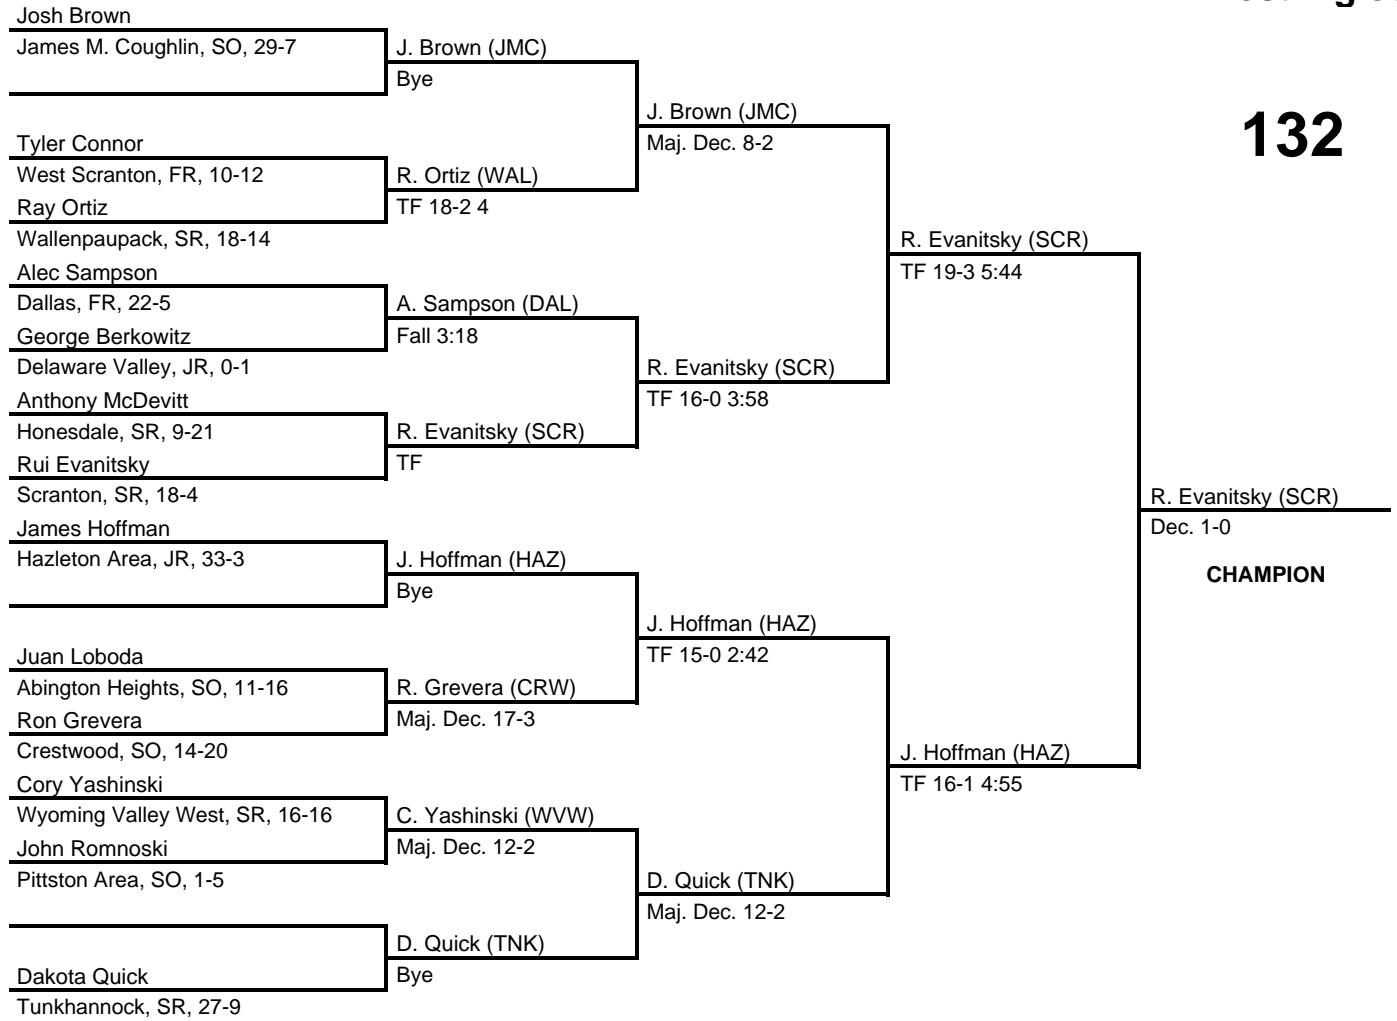 Josh Brown
James M. Coughlin, SO, 29-7
J. Brown (JMC)
Bye
J. Brown (JMC)
Maj. Dec. 8-2
132
Tyler Connor
West Scranton, FR, 10-12
R. Ortiz (WAL)
Ray Ortiz
TF 18-2 4
Wallenpaupack, SR, 18-14
R. Evanitsky (SCR)
TF 19-3 5:44
Alec Sampson
Dallas, FR, 22-5
A. Sampson (DAL)
George Berkowitz
Fall 3:18
Delaware Valley, JR, 0-1
R. Evanitsky (SCR)
TF 16-0 3:58
Anthony McDevitt
Honesdale, SR, 9-21
R. Evanitsky (SCR)
Rui Evanitsky
TF
Scranton, SR, 18-4
R. Evanitsky (SCR)
Dec. 1-0
CHAMPION
James Hoffman
Hazleton Area, JR, 33-3
J. Hoffman (HAZ)
Bye
J. Hoffman (HAZ)
TF 15-0 2:42
Juan Loboda
Abington Heights, SO, 11-16
R. Grevera (CRW)
Ron Grevera
Maj. Dec. 17-3
Crestwood, SO, 14-20
J. Hoffman (HAZ)
TF 16-1 4:55
Cory Yashinski
Wyoming Valley West, SR, 16-16
C. Yashinski (WVW)
John Romnoski
Maj. Dec. 12-2
Pittston Area, SO, 1-5
D. Quick (TNK)
Maj. Dec. 12-2
D. Quick (TNK)
Dakota Quick
Bye
Tunkhannock, SR, 27-9